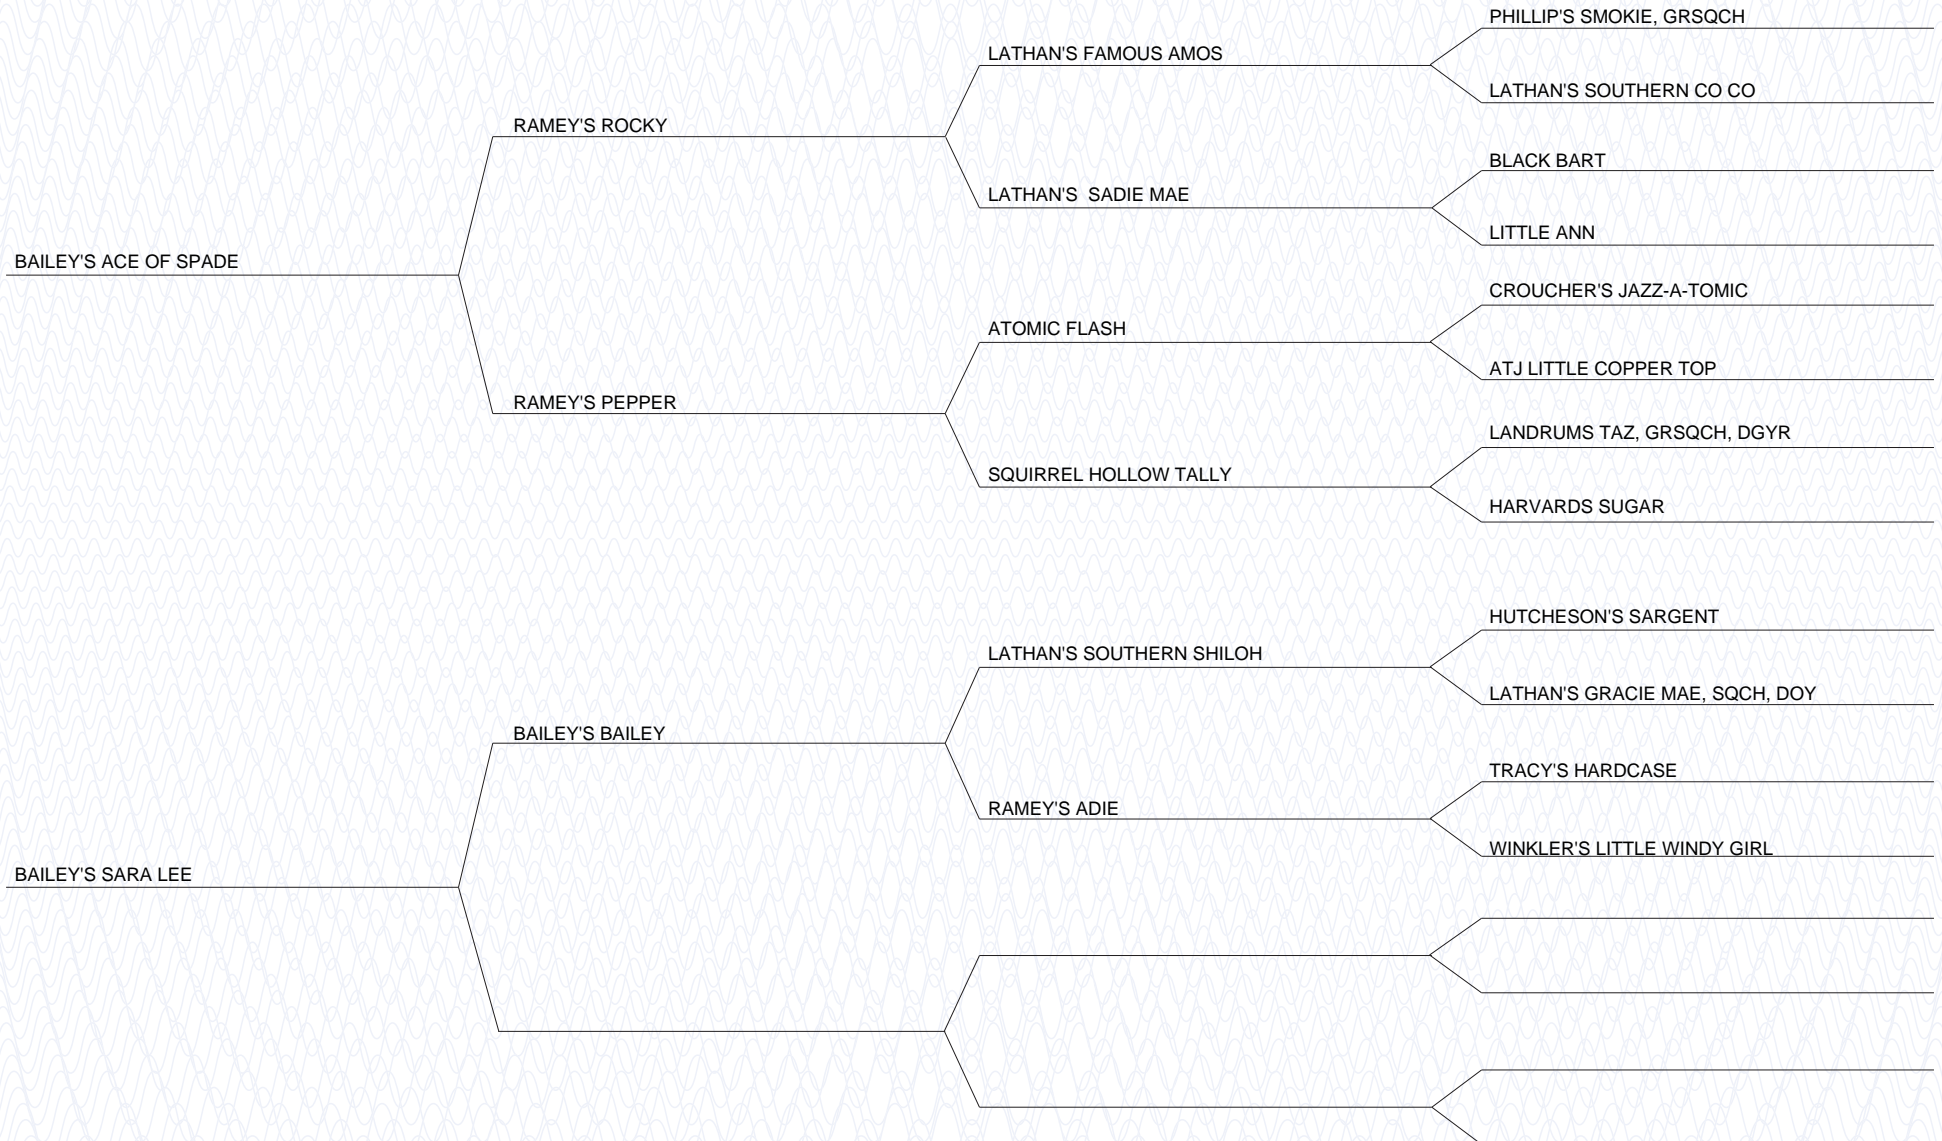 PHILLIP'S SMOKIE, GRSQCH
LATHAN'S FAMOUS AMOS
LATHAN'S SOUTHERN CO CO
RAMEY'S ROCKY
BLACK BART
LATHAN'S  SADIE MAE
LITTLE ANN
BAILEY'S ACE OF SPADE
CROUCHER'S JAZZ-A-TOMIC
ATOMIC FLASH
ATJ LITTLE COPPER TOP
RAMEY'S PEPPER
LANDRUMS TAZ, GRSQCH, DGYR
SQUIRREL HOLLOW TALLY
HARVARDS SUGAR
HUTCHESON'S SARGENT
LATHAN'S SOUTHERN SHILOH
LATHAN'S GRACIE MAE, SQCH, DOY
BAILEY'S BAILEY
TRACY'S HARDCASE
RAMEY'S ADIE
WINKLER'S LITTLE WINDY GIRL
BAILEY'S SARA LEE